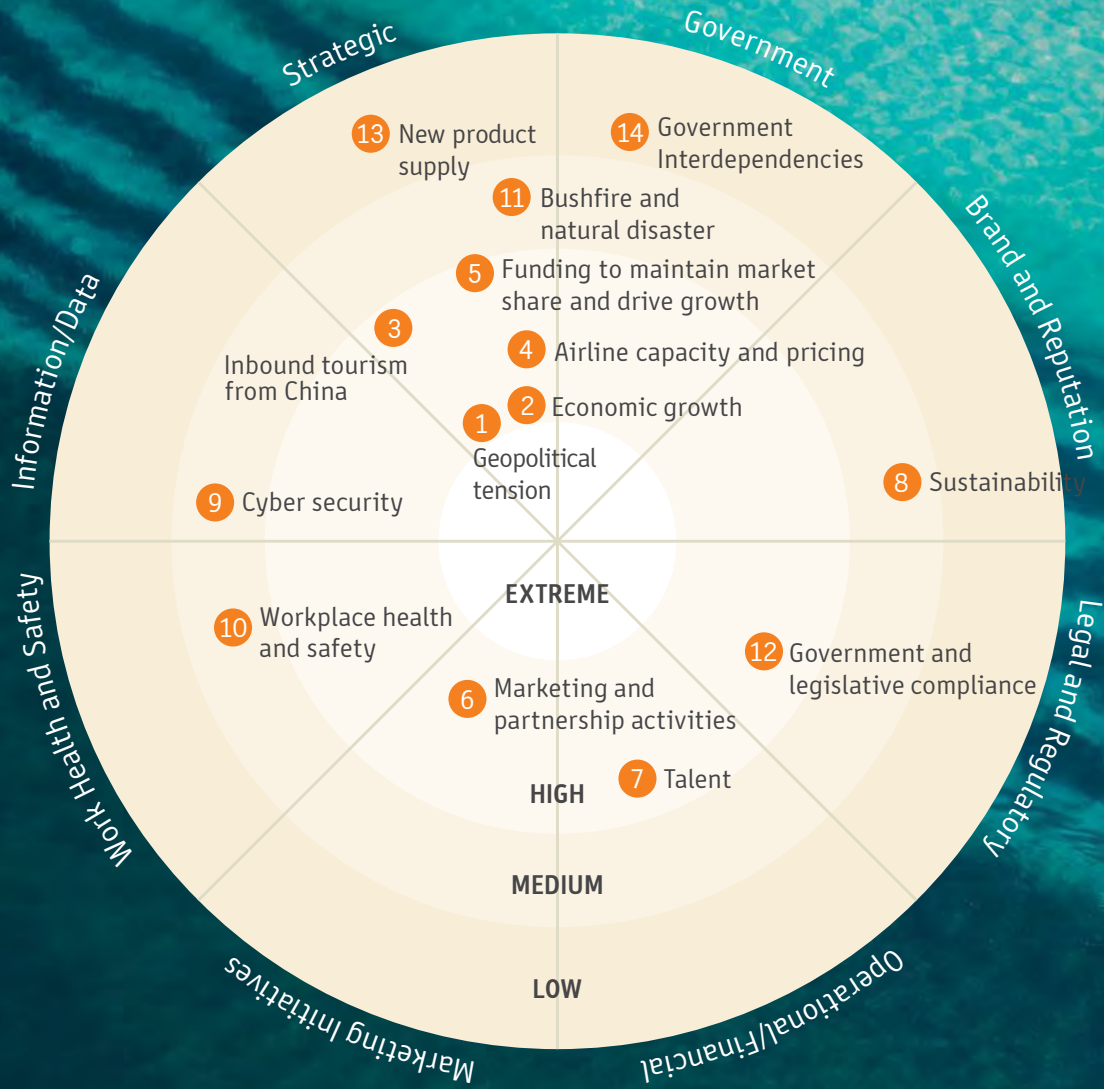 Strategic
Government
13 New product
supply
14 Government
Interdependencies
11 Bushfire and
natural disaster
Brand and Reputation
5 Funding to maintain market
share and drive growth
Information/Data
3
Inbound tourism
from China
4 Airline capacity and pricing
2 Economic growth
1
Geopolitical
tension
8 Sustainability
9 Cyber security
EXTREME
Work Health and Safety
10 Workplace health
and safety
12 Government and
legislative compliance
Legal and Regulatory
6 Marketing and
partnership activities
7 Talent
HIGH
MEDIUM
LOW
Marketing Initiatives
Operational/Financial